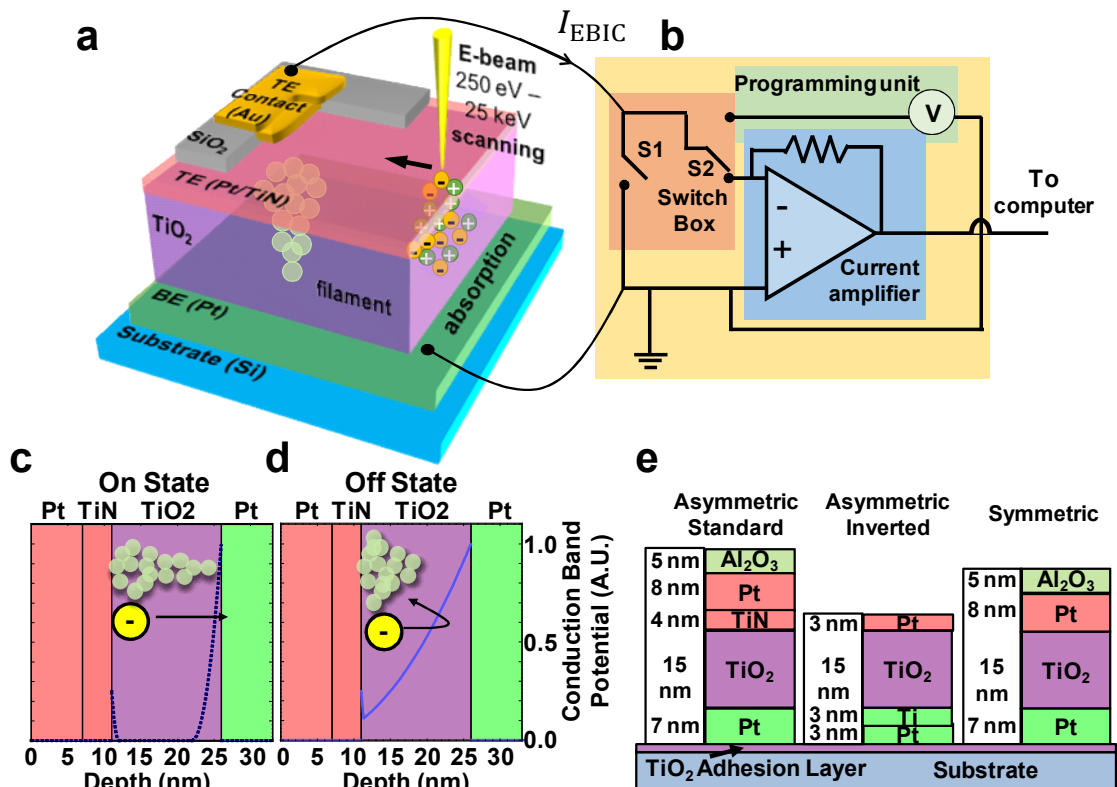 a
TE
Contact
(Au)
SiO2
TE (Pt/TiN)
TiO2
filament
BE (Pt)
absorption
Substrate (Si)
E-beam
250 eV –
25 keV
scanning
IEBIC
b
Programming unit
V
S1
S2
Switch
Box
-
+
Current
amplifier
To
computer
c
On State
Pt TiN TiO2 Pt
-
0 5 10 15 20 25 30
Depth (nm)
d
Off State
Pt TiN TiO2 Pt
-
0 5 10 15 20 25 30
Depth (nm)
1.0
0.5
0.0
Conduction Band
Potential (A.U.)
e
Asymmetric
Standard
5 nm Al2O3
8 nm Pt
4 nm TiN
15
nm
TiO2
7 nm Pt
Asymmetric
Inverted
3 nm Pt
15
nm
TiO2
3 nm Ti
3 nm Pt
Symmetric
5 nm Al2O3
8 nm Pt
15
nm
TiO2
7 nm Pt
TiO2 Adhesion Layer
Substrate